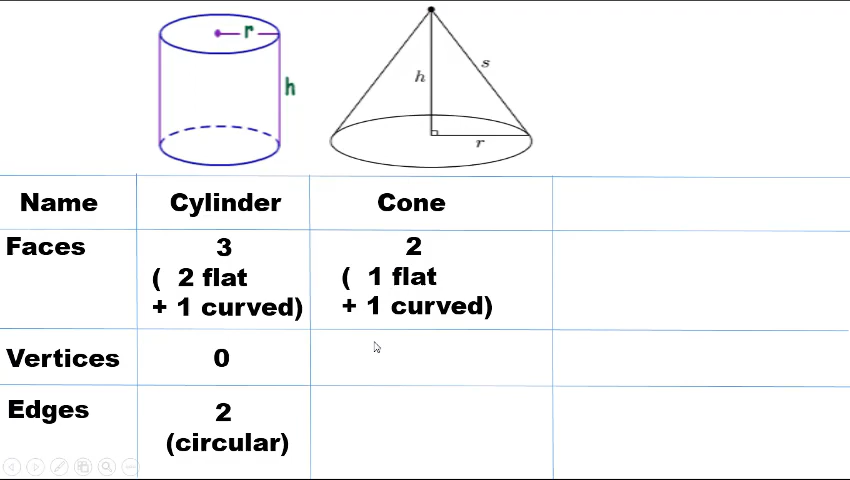 r
h
h
s
r
Name Cylinder Cone
Faces 3 2
( 2 flat ( 1 flat
+ 1 curved) + 1 curved)
Vertices 0
Edges 2
(circular)